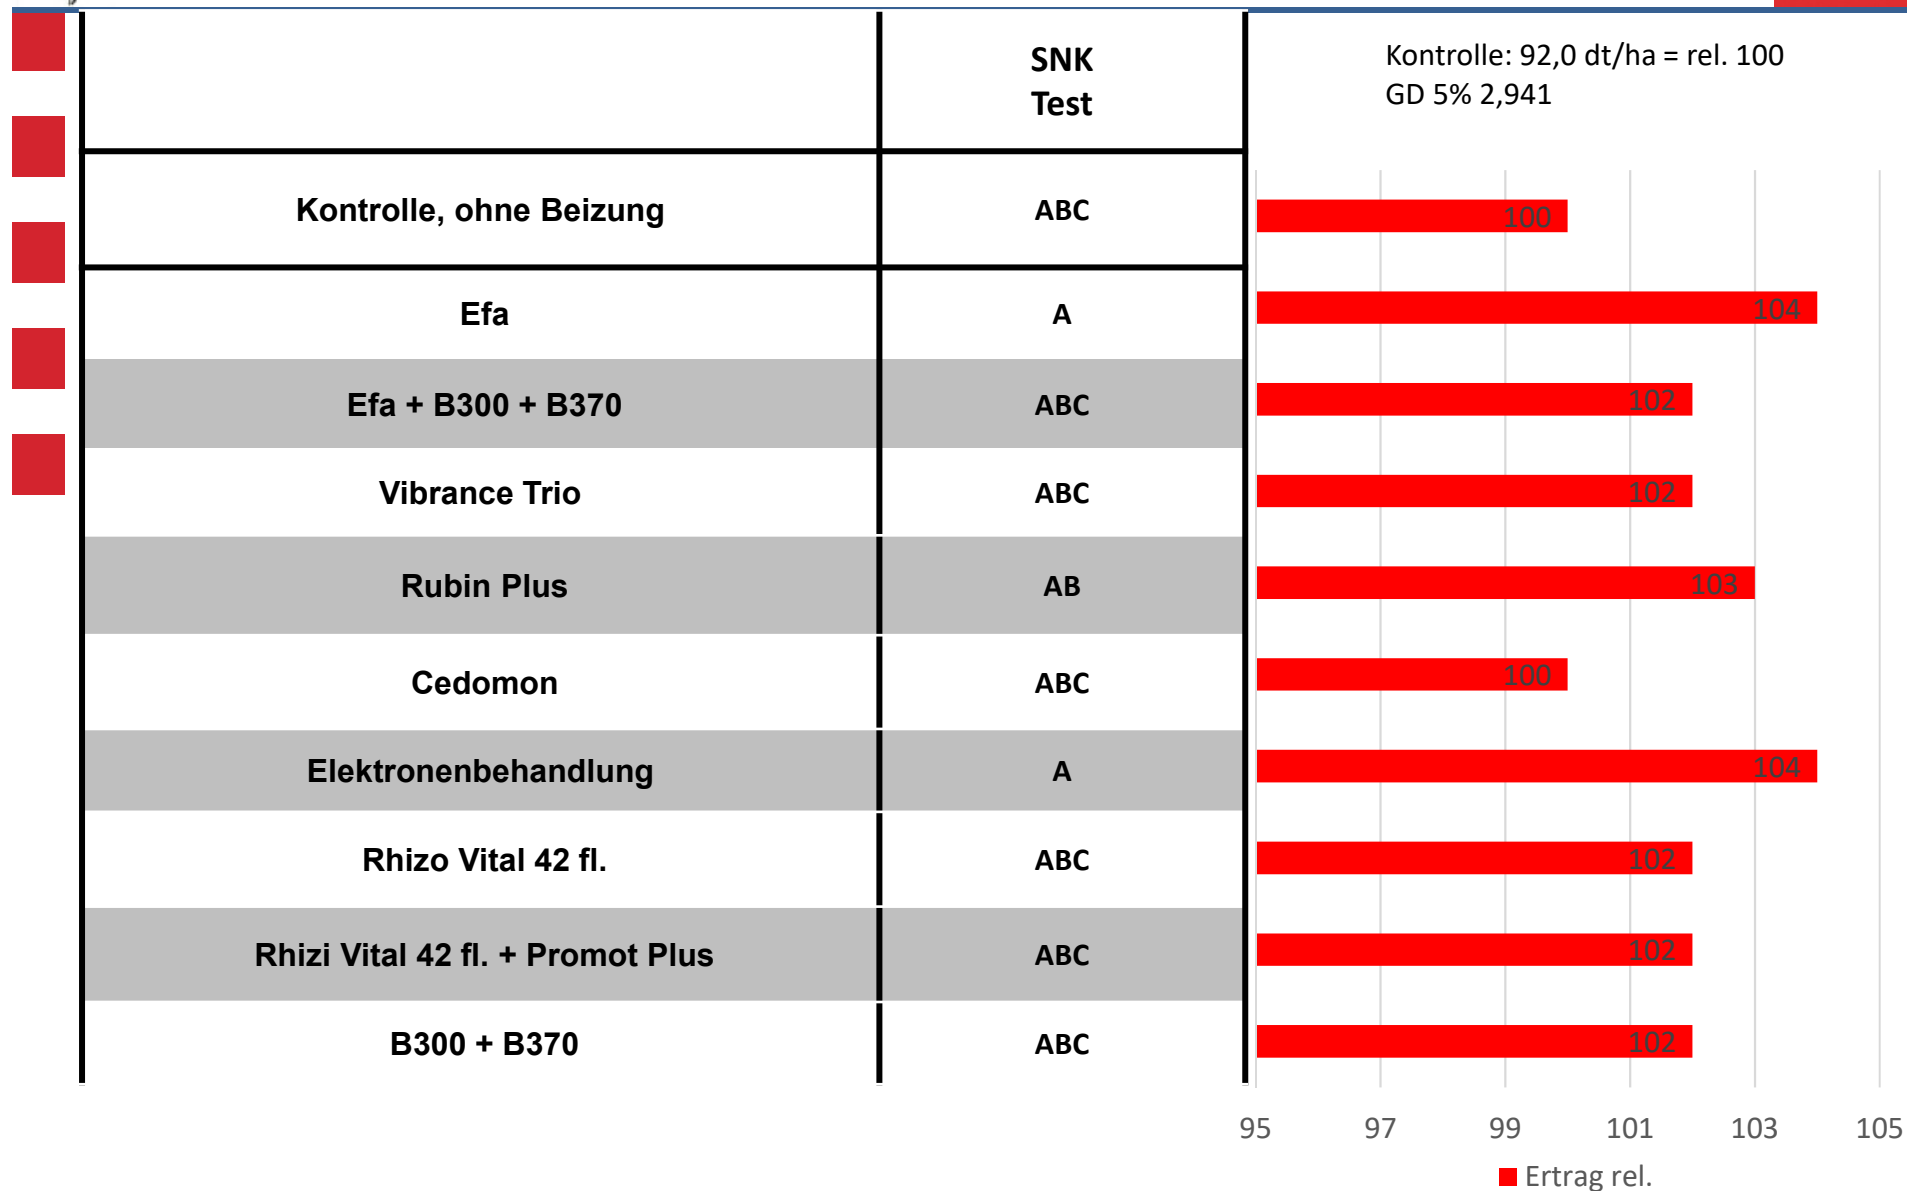 SNK
Test
Kontrolle: 92,0 dt/ha = rel. 100
GD 5% 2,941
Kontrolle, ohne Beizung ABC 100
Efa A 104
Efa + B300 + B370 ABC 102
Vibrance Trio ABC 102
Rubin Plus AB 103
Cedomon ABC 100
Elektronenbehandlung A 104
Rhizo Vital 42 fl. ABC 102
Rhizi Vital 42 fl. + Promot Plus ABC 102
B300 + B370 ABC 102
95 97 99 101 103 105
Ertrag rel.